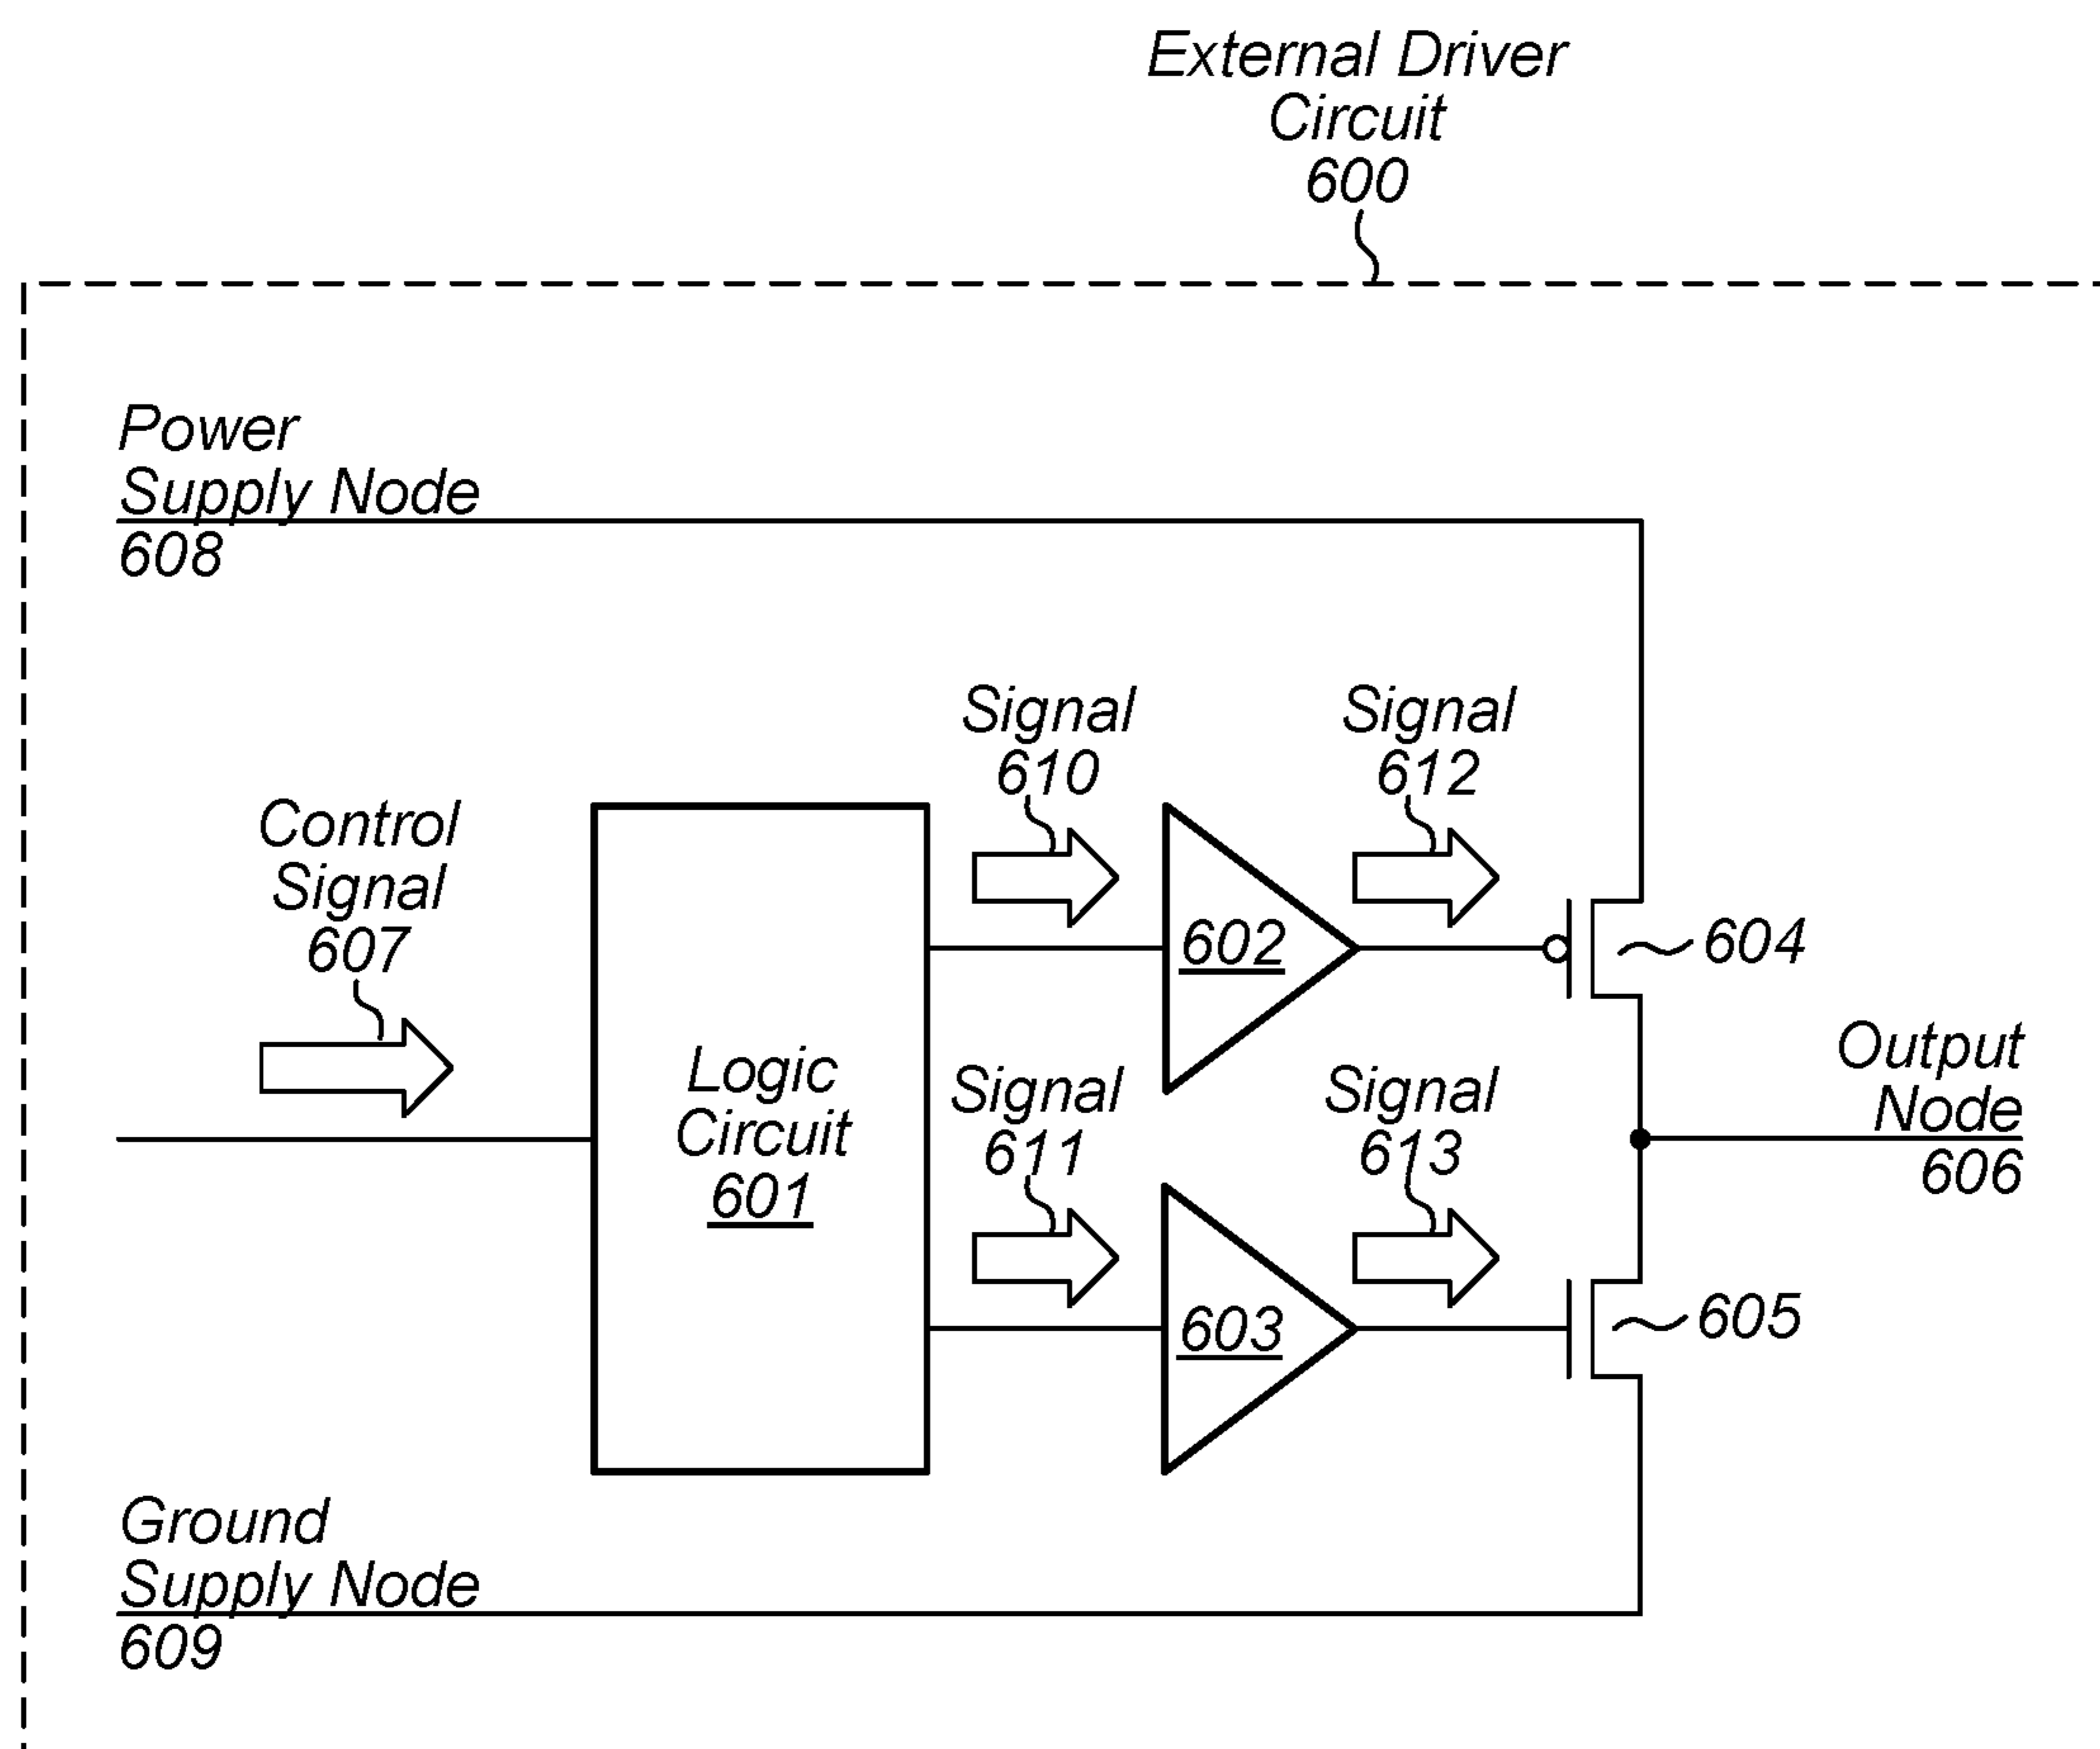 External Driver
Circuit
600
Power
Supply Node
608
Signal
610
Signal
612
Control
Signal
607
602
604
Logic
Circuit
601
Signal
611
Signal
613
Output
Node
606
603
605
Ground
Supply Node
609